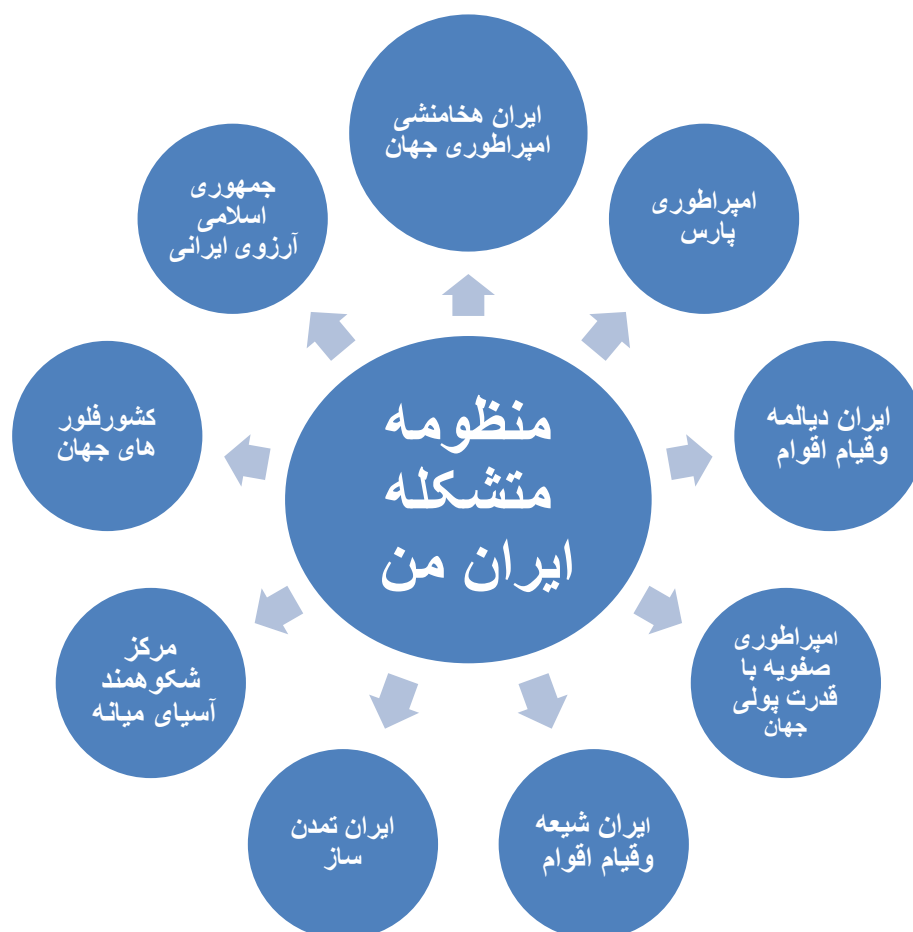 ایران هخامنشی
امپراطوری جهان
امپراطوری
پارس
ایران دیالمه
وقیام اقوام
امپراطوری
صفویه با
قدرت پولی
جهان
ایران شیعه
وقیام اقوام
ایران تمدن
ساز
مرکز
شکوهمند
آسیای میانه
کشورفلور
های جهان
جمهوری
اسلامی
آرزوی ایرانی
منظومه
متشکله
ایران من